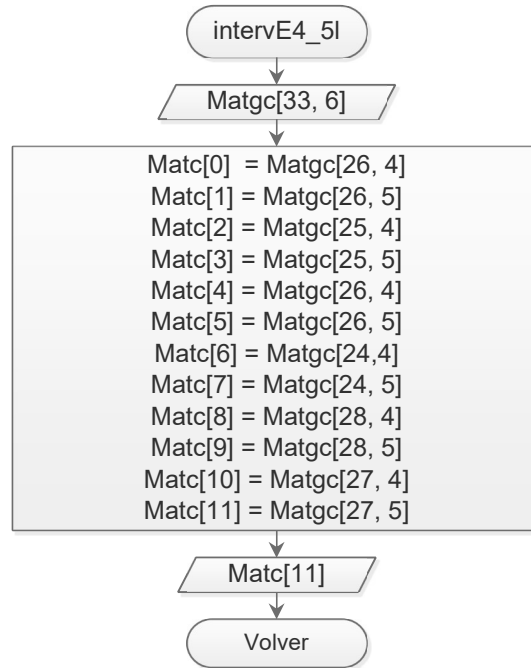 intervE4_5I
Matgc[33, 6]
Matc[0]  = Matgc[26, 4]
Matc[1] = Matgc[26, 5]
Matc[2] = Matgc[25, 4]
Matc[3] = Matgc[25, 5]
Matc[4] = Matgc[26, 4]
Matc[5] = Matgc[26, 5]
Matc[6] = Matgc[24,4]
Matc[7] = Matgc[24, 5]
Matc[8] = Matgc[28, 4]
Matc[9] = Matgc[28, 5]
Matc[10] = Matgc[27, 4]
Matc[11] = Matgc[27, 5]
Matc[11]
Volver